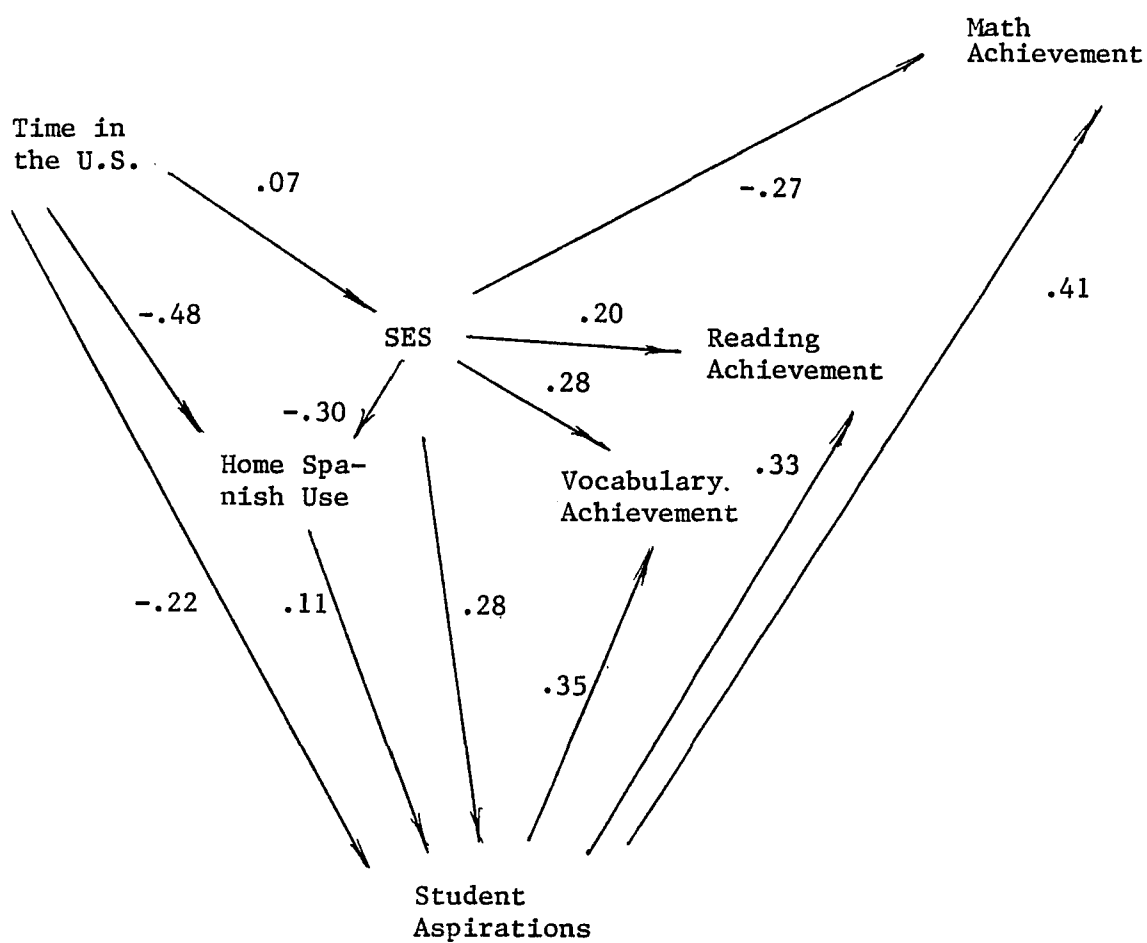 Math
Achievement
Time in
the U.S.
.07
-.27
-.48
.41
SES
.20
Reading
Achievement
.28
-.30
Home Spa-
nish Use
Vocabulary.
Achievement
.33
-.22
.11
.28
.35
Student
Aspirations